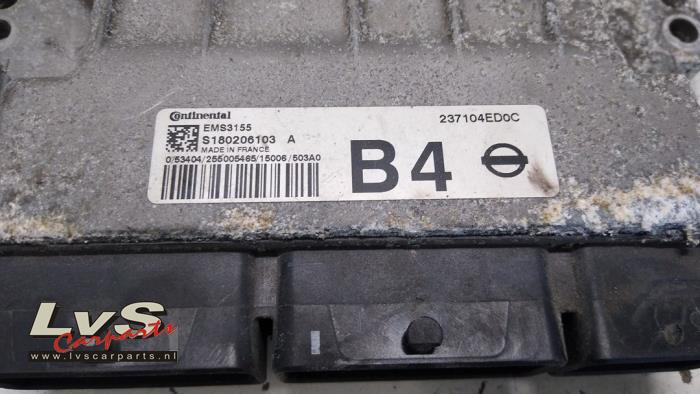 Continental
237104ED0C
EMS3155
S180206103 A
MADE IN FRANCE
0/53404/255005465/15006/503A0
B4
LvS
Carparts
www.lvscarparts.nl